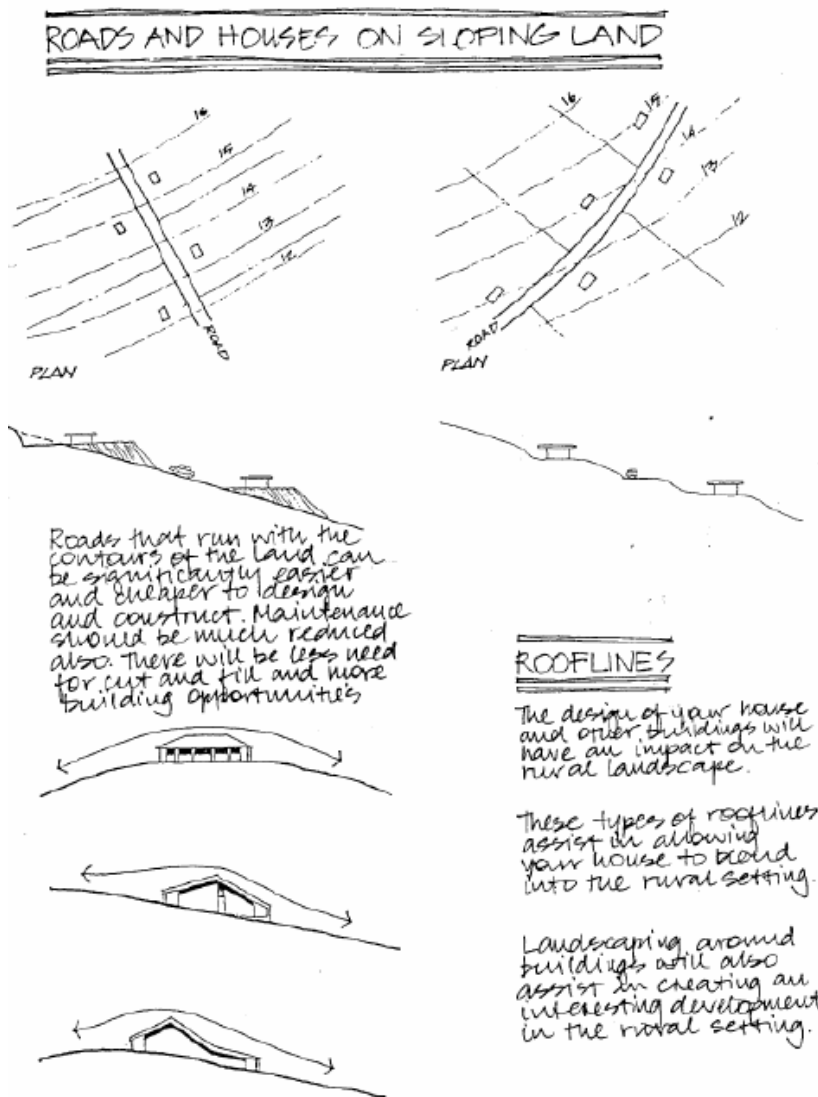 ROADS AND HOUSES ON SLOPING LAND
16
15
14
13
12
ROAD
PLAN
16
15
14
13
12
ROAD
PLAN
Roads that run with the
contours of the land can
be significantly easier
and cheaper to design
and construct. Maintenance
should be much reduced
also. There will be less need
for cut and fill and more
building opportunities
ROOFLINES
The design of your house
and other buildings will
have an impact on the
rural landscape.
These types of rooflines
assist in allowing
your house to blend
into the rural setting.
Landscaping around
buildings will also
assist in creating an
interesting development
in the rural setting.